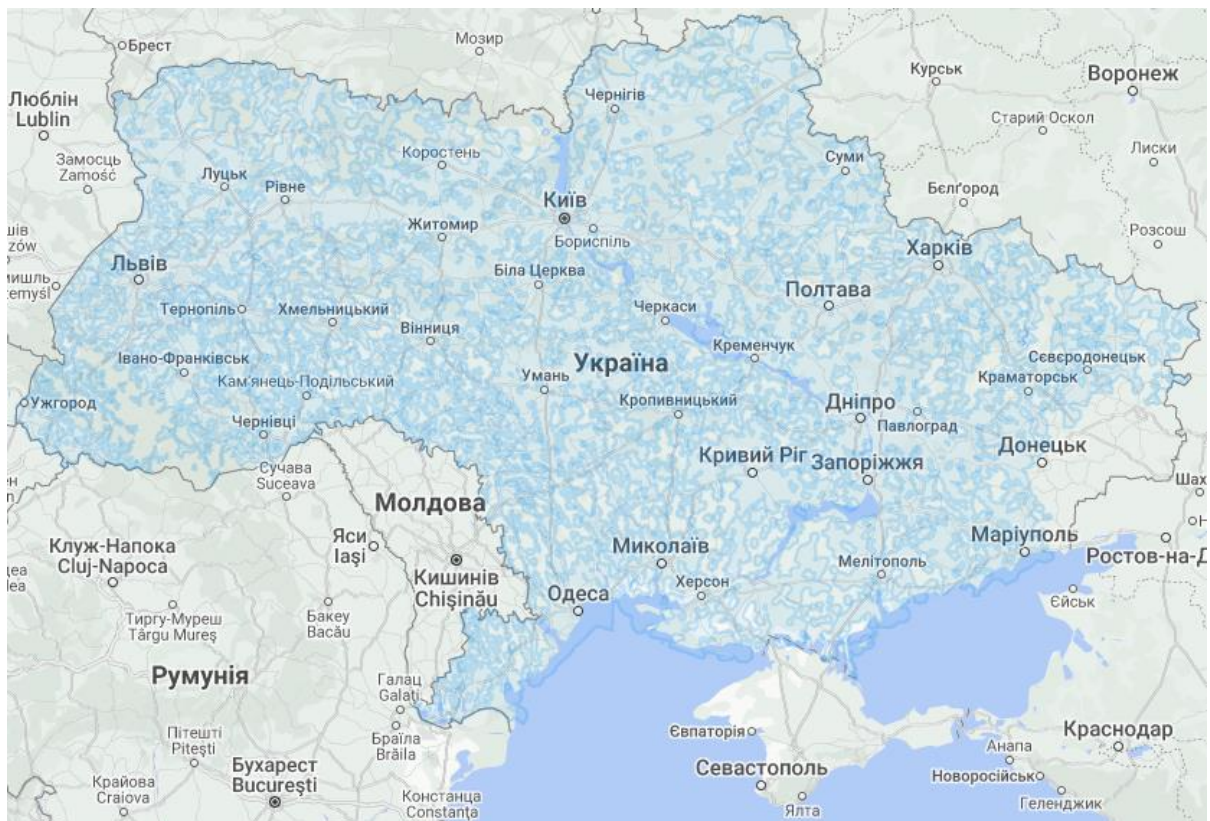 Брест
Мозир
Курськ
Воронеж
Люблін
Lublin
Чернігів
Старий Оскол
Замосць
Zamość
Луцьк
Рівне
Коростень
Суми
Лиски
Бєлґород
Київ
Житомир
Бориспіль
Розсош
Львів
Харків
Біла Церква
Полтава
Тернопіль
Хмельницький
Черкаси
Вінниця
Кременчук
Івано-Франківськ
Україна
Сєвєродонецьк
Умань
Краматорськ
Кам'янець-Подільський
Ужгород
Кропивницький
Дніпро
Чернівці
Павлоград
Донецьк
Сучава
Suceava
Кривий Ріг
Запоріжжя
Молдова
Шах
Яси
Iași
Клуж-Напока
Cluj-Napoca
Миколаїв
Маріуполь
Ростов-на-Д
Кишинів
Chișinău
Мелітополь
Херсон
Одеса
Єйськ
Тиргу-Муреш
Târgu Mureș
Бакеу
Bacău
Румунія
Галац
Galați
Пітешті
Pitești
Браїла
Brăila
Євпаторія
Краснодар
Анапа
Бухарест
București
Севастополь
Новоросійськ
Крайова
Craiova
Констанца
Constanța
Ялта
Геленджик